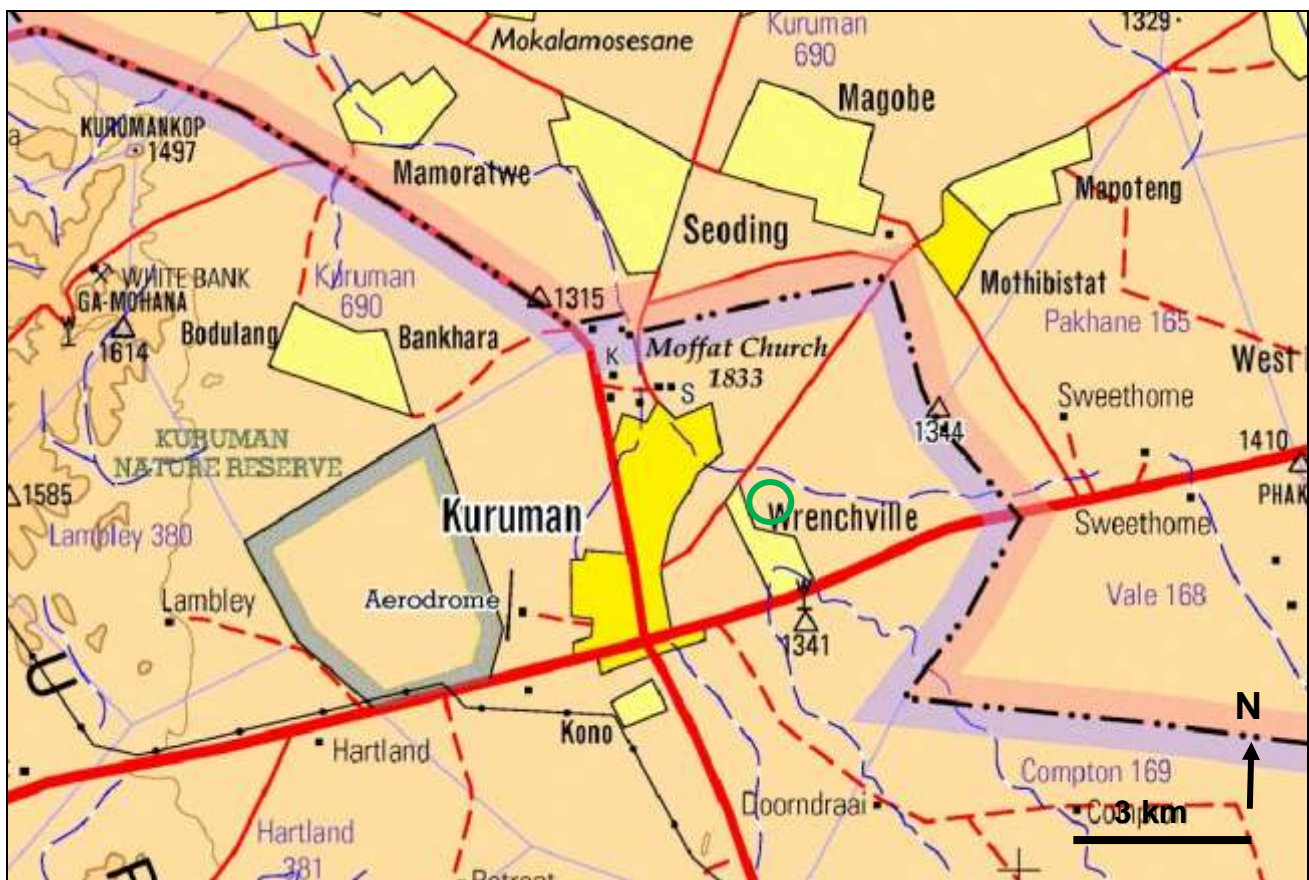 Kuruman
690
1329
Mokalamosesane
Magobe
KURUMANKOP
1497
a
Mamoratwe
Mapoteng
Seoding
WHITE BANK
GA-MOHANA
1614
Kuruman
690
Bodulang
Bankhara
1315
Mothibistat
Pakhane 165
K
Moffat Church
1833
S
West
Sweethome
1344
1410
KURUMAN
NATURE RESERVE
1585
PHAK
Kuruman
Wrenchville
Sweethome
Lambley 380
Lambley
Aerodrome
Vale 168
1341
U
N
Kono
Hartland
Compton 169
Doorndraai
3 km
Hartland
381
Retreat